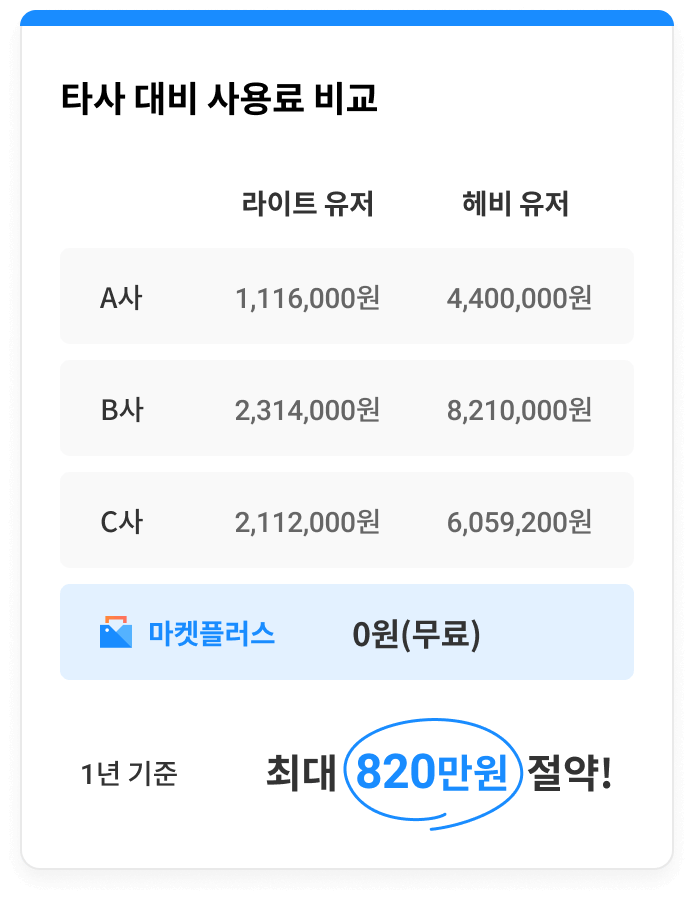 타사 대비 사용료 비교
라이트 유저 헤비 유저
A사 1,116,000원 4,400,000원
B사 2,314,000원 8,210,000원
C사 2,112,000원 6,059,200원
마켓플러스 0원(무료)
1년 기준 최대 820만원 절약!